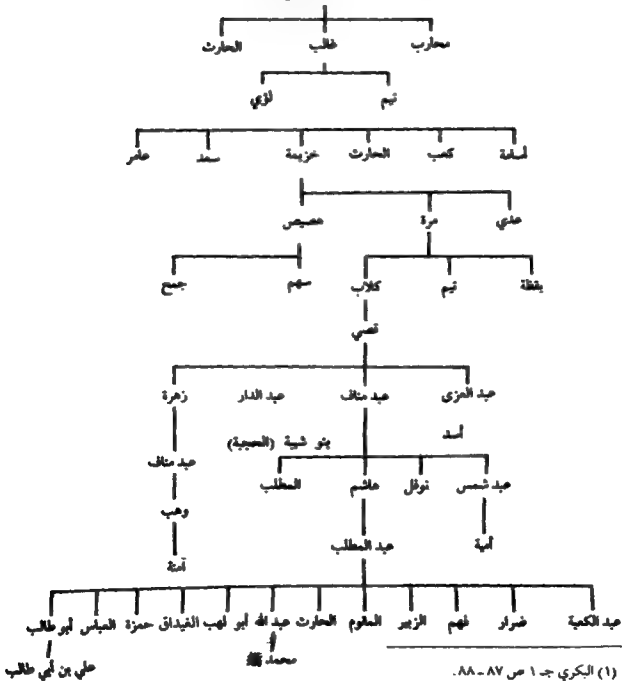 محارب غالب الحارث
تيم لؤي
أسامة كعب الحارث خزيمة سعد عامر
عدي مرة هصيص
يقظة تيم كلاب سهم جمح
قصي
عبد العزى عبد مناف عبد الدار زهرة
أسد بنو شيبة (الحجبة)
عبد مناف
عبد شمس نوفل هاشم المطلب
وهب
أمية عبد المطلب
آمنة
عبد الكعبة ضرار الزبير المقوم الحارث عبد الله أبو لهب الغيداق حمزة العباس أبو طالب
محمد ﷺ علي بن أبي طالب
(١) البكري جـ ١ ص ٨٧ ـ ٨٨.